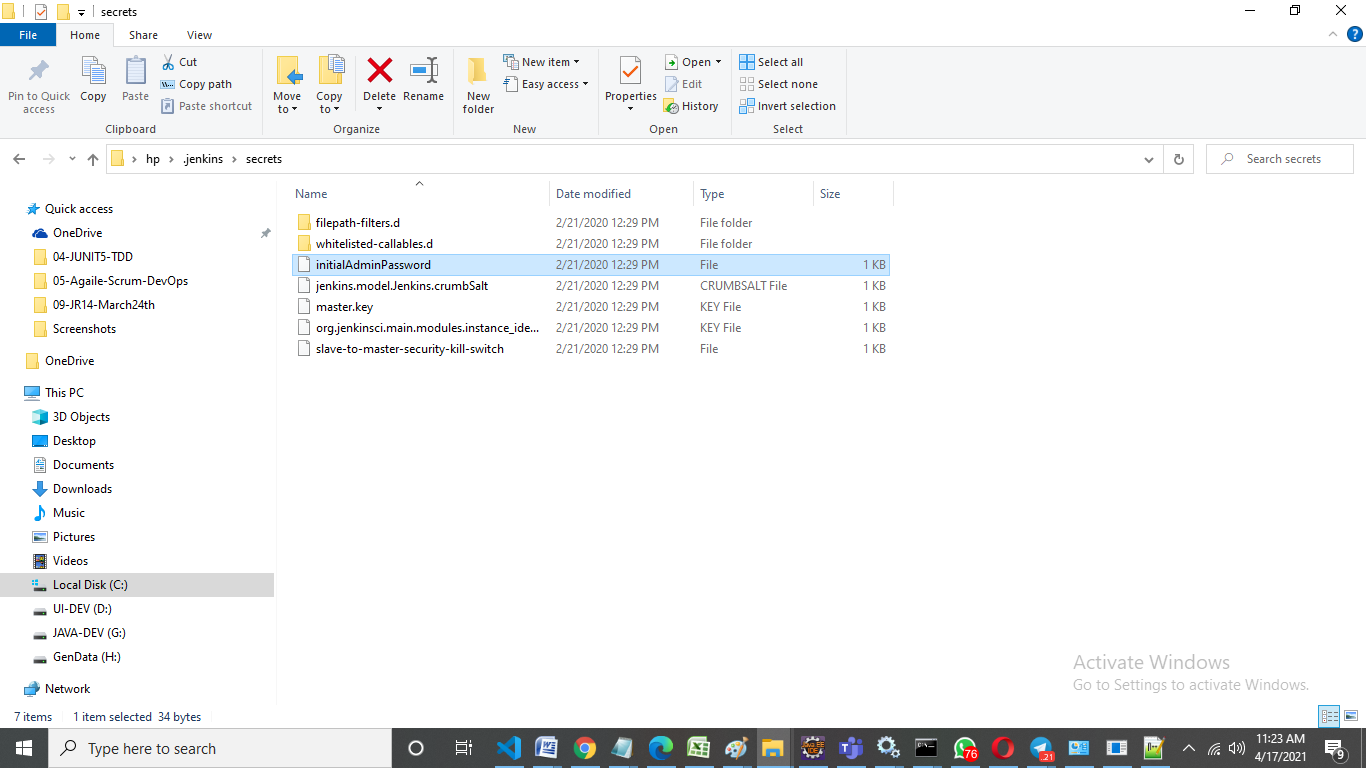 secrets
File Home Share View
Pin to Quick access
Copy
Paste
Cut
Copy path
Paste shortcut
Clipboard
Move to
Copy to
Delete
Rename
Organize
New folder
New item
Easy access
New
Properties
Open
Edit
History
Open
Select all
Select none
Invert selection
Select
hp › .jenkins › secrets
Search secrets
Quick access
OneDrive
04-JUNIT5-TDD
05-Agaile-Scrum-DevOps
09-JR14-March24th
Screenshots
OneDrive
This PC
3D Objects
Desktop
Documents
Downloads
Music
Pictures
Videos
Local Disk (C:)
UI-DEV (D:)
JAVA-DEV (G:)
GenData (H:)
Network
Name Date modified Type Size
filepath-filters.d 2/21/2020 12:29 PM File folder
whitelisted-callables.d 2/21/2020 12:29 PM File folder
initialAdminPassword 2/21/2020 12:29 PM File 1 KB
jenkins.model.Jenkins.crumbSalt 2/21/2020 12:29 PM CRUMBSALT File 1 KB
master.key 2/21/2020 12:29 PM KEY File 1 KB
org.jenkinsci.main.modules.instance_ide... 2/21/2020 12:29 PM KEY File 1 KB
slave-to-master-security-kill-switch 2/21/2020 12:29 PM File 1 KB
Activate Windows
Go to Settings to activate Windows.
7 items 1 item selected 34 bytes
Type here to search
76
.21
11:23 AM
4/17/2021
9